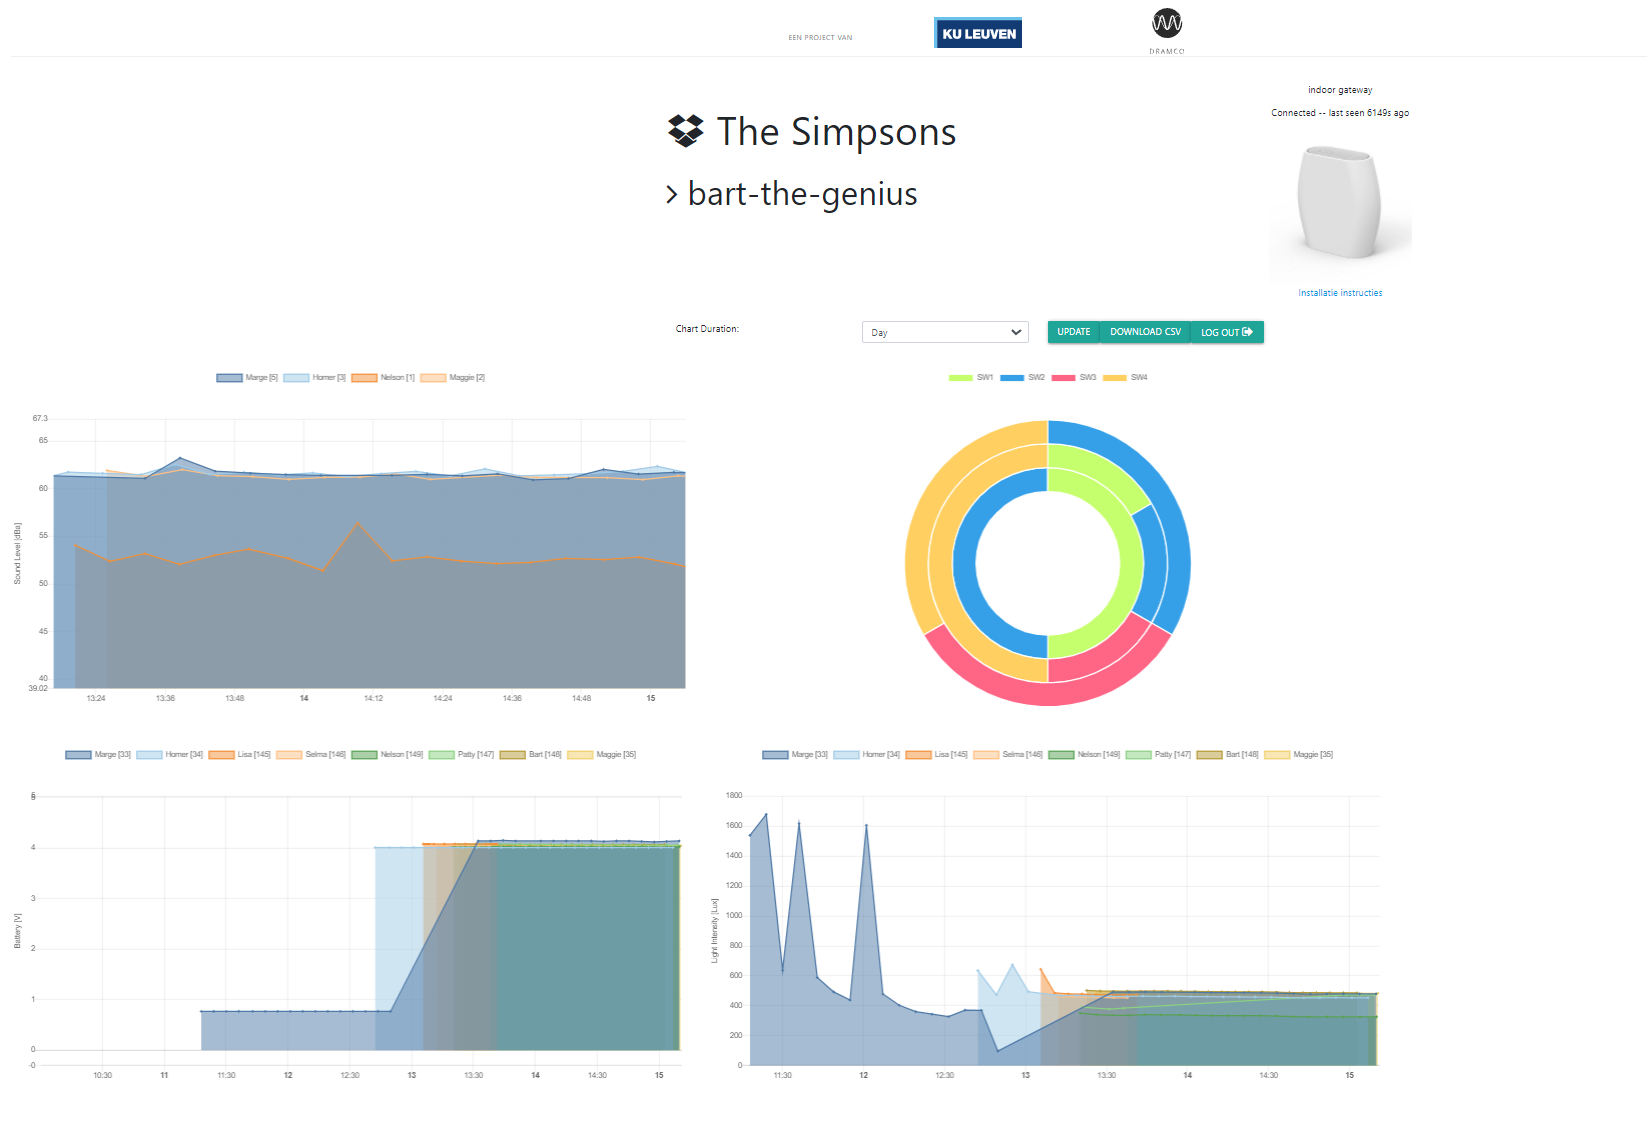 EEN PROJECT VAN
KU LEUVEN
DRAMCO
indoor gateway
Connected -- last seen 6149s ago
The Simpsons
bart-the-genius
Installatie instructies
Chart Duration:
Day
UPDATE
DOWNLOAD CSV
LOG OUT
Marge [5] Homer [3] Nelson [1] Maggie [2]
67.3
65
60
55
50
45
40
39.02
Sound Level [dBa]
13:24 13:36 13:48 14 14:12 14:24 14:36 14:48 15
SW1 SW2 SW3 SW4
Marge [33] Homer [34] Lisa [145] Selma [146] Nelson [149] Patty [147] Bart [148] Maggie [35]
5
4
3
2
1
0
-0
Battery [V]
10:30 11 11:30 12 12:30 13 13:30 14 14:30 15
Marge [33] Homer [34] Lisa [145] Selma [146] Nelson [149] Patty [147] Bart [148] Maggie [35]
1800
1600
1400
1200
1000
800
600
400
200
0
Light Intensity [Lux]
11:30 12 12:30 13 13:30 14 14:30 15